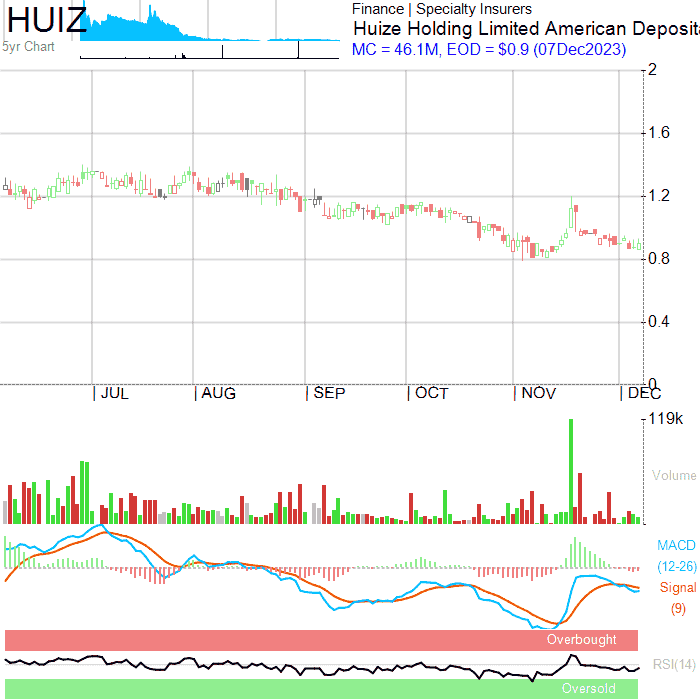 HUIZ
5yr Chart
Finance | Specialty Insurers
Huize Holding Limited American Deposit
MC = 46.1M, EOD = $0.9 (07Dec2023)
2
1.6
1.2
0.8
0.4
0
JUL AUG SEP OCT NOV DEC
119k
Volume
MACD
(12-26)
Signal
(9)
Overbought
RSI(14)
Oversold